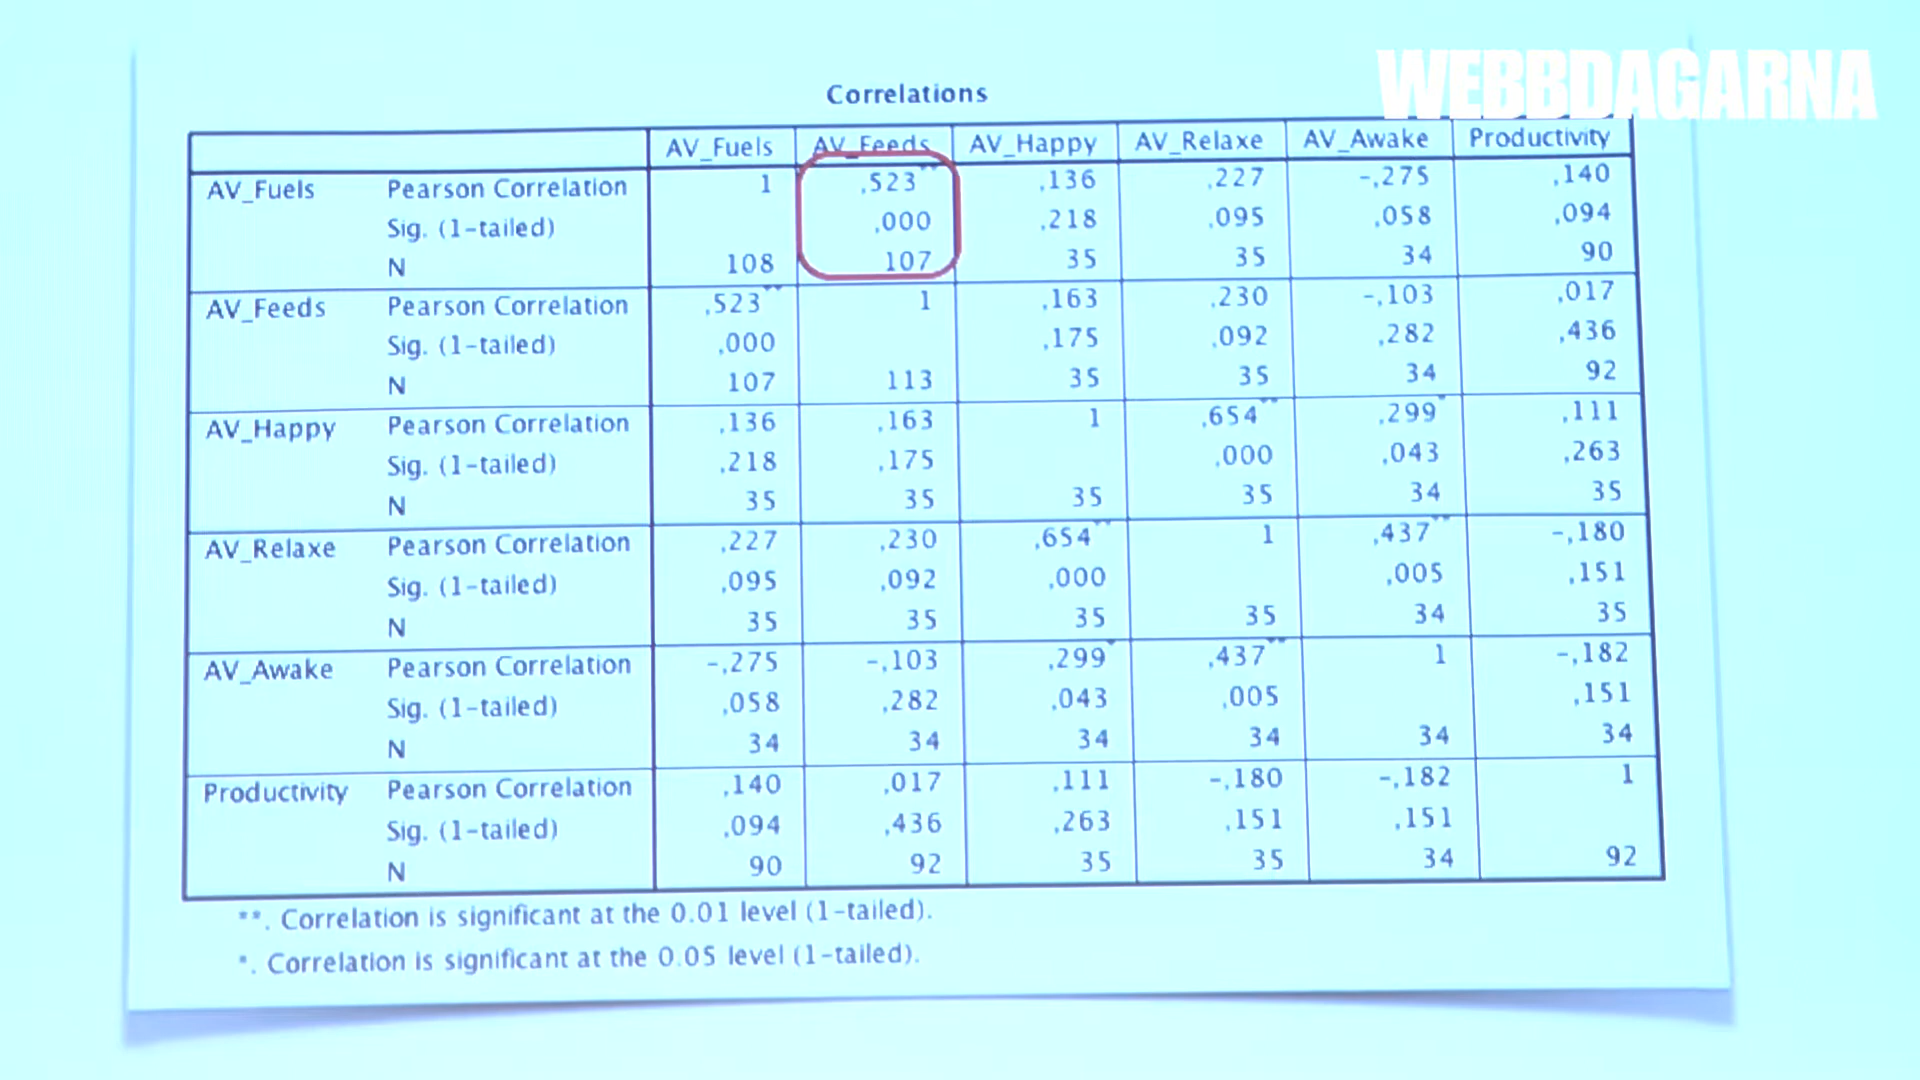 WEBBDAGARNA
Correlations
AV_Fuels AV_Feeds AV_Happy AV_Relaxe AV_Awake Productivity
AV_Fuels Pearson Correlation 1 ,523** ,136 ,227 -,275 ,140
Sig. (1-tailed) ,000 ,218 ,095 ,058 ,094
N 108 107 35 35 34 90
AV_Feeds Pearson Correlation ,523** 1 ,163 ,230 -,103 ,017
Sig. (1-tailed) ,000 ,175 ,092 ,282 ,436
N 107 113 35 35 34 92
AV_Happy Pearson Correlation ,136 ,163 1 ,654** ,299* ,111
Sig. (1-tailed) ,218 ,175 ,000 ,043 ,263
N 35 35 35 35 34 35
AV_Relaxe Pearson Correlation ,227 ,230 ,654** 1 ,437** -,180
Sig. (1-tailed) ,095 ,092 ,000 ,005 ,151
N 35 35 35 35 34 35
AV_Awake Pearson Correlation -,275 -,103 ,299* ,437** 1 -,182
Sig. (1-tailed) ,058 ,282 ,043 ,005 ,151
N 34 34 34 34 34 34
Productivity Pearson Correlation ,140 ,017 ,111 -,180 -,182 1
Sig. (1-tailed) ,094 ,436 ,263 ,151 ,151
N 90 92 35 35 34 92
**. Correlation is significant at the 0.01 level (1-tailed).
*. Correlation is significant at the 0.05 level (1-tailed).